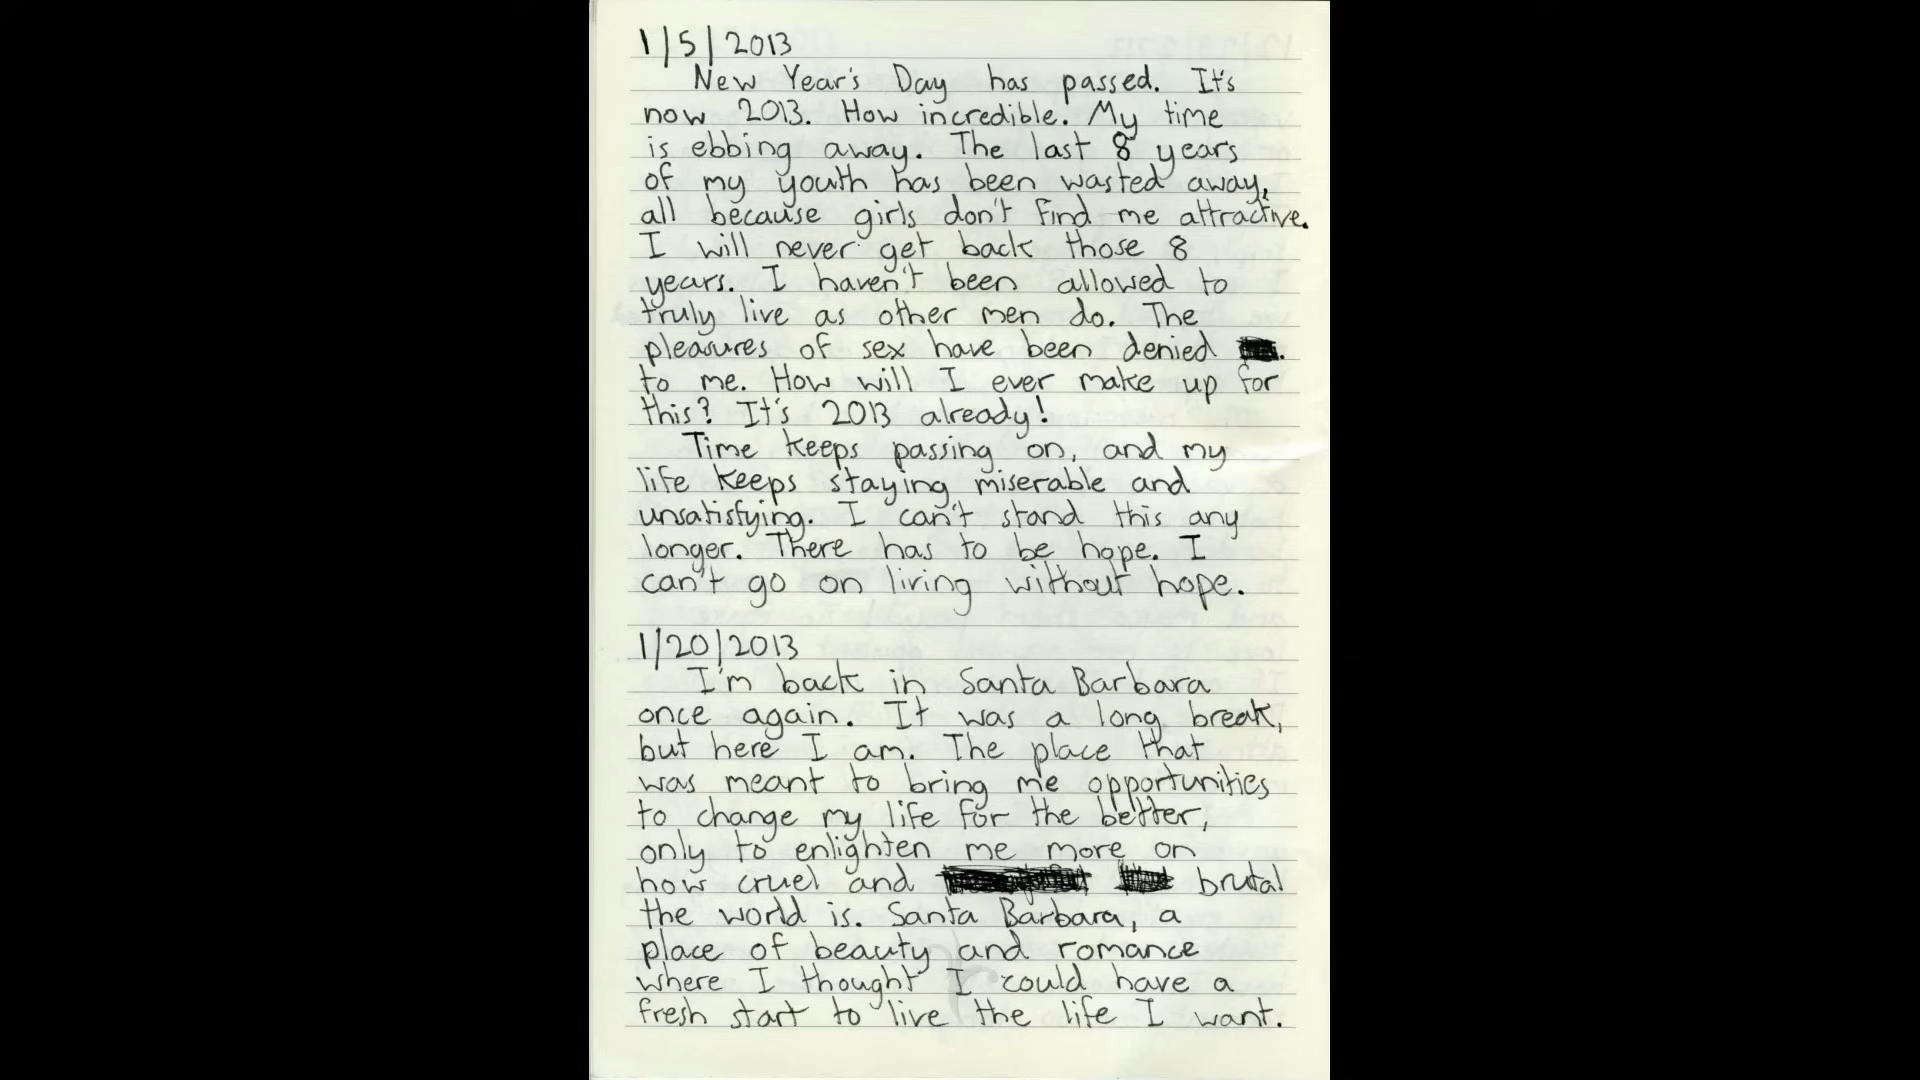 1/5/2013
New Year's Day has passed. It's
now 2013. How incredible. My time
is ebbing away. The last 8 years
of my youth has been wasted away,
all because girls don't find me attractive.
I will never get back those 8
years. I haven't been allowed to
truly live as other men do. The
pleasures of sex have been denied
to me. How will I ever make up for
this? It's 2013 already!
Time keeps passing on, and my
life keeps staying miserable and
unsatisfying. I can't stand this any
longer. There has to be hope. I
can't go on living without hope.
1/20/2013
I'm back in Santa Barbara
once again. It was a long break,
but here I am. The place that
was meant to bring me opportunities
to change my life for the better,
only to enlighten me more on
how cruel and brutal
the world is. Santa Barbara, a
place of beauty and romance
where I thought I could have a
fresh start to live the life I want.